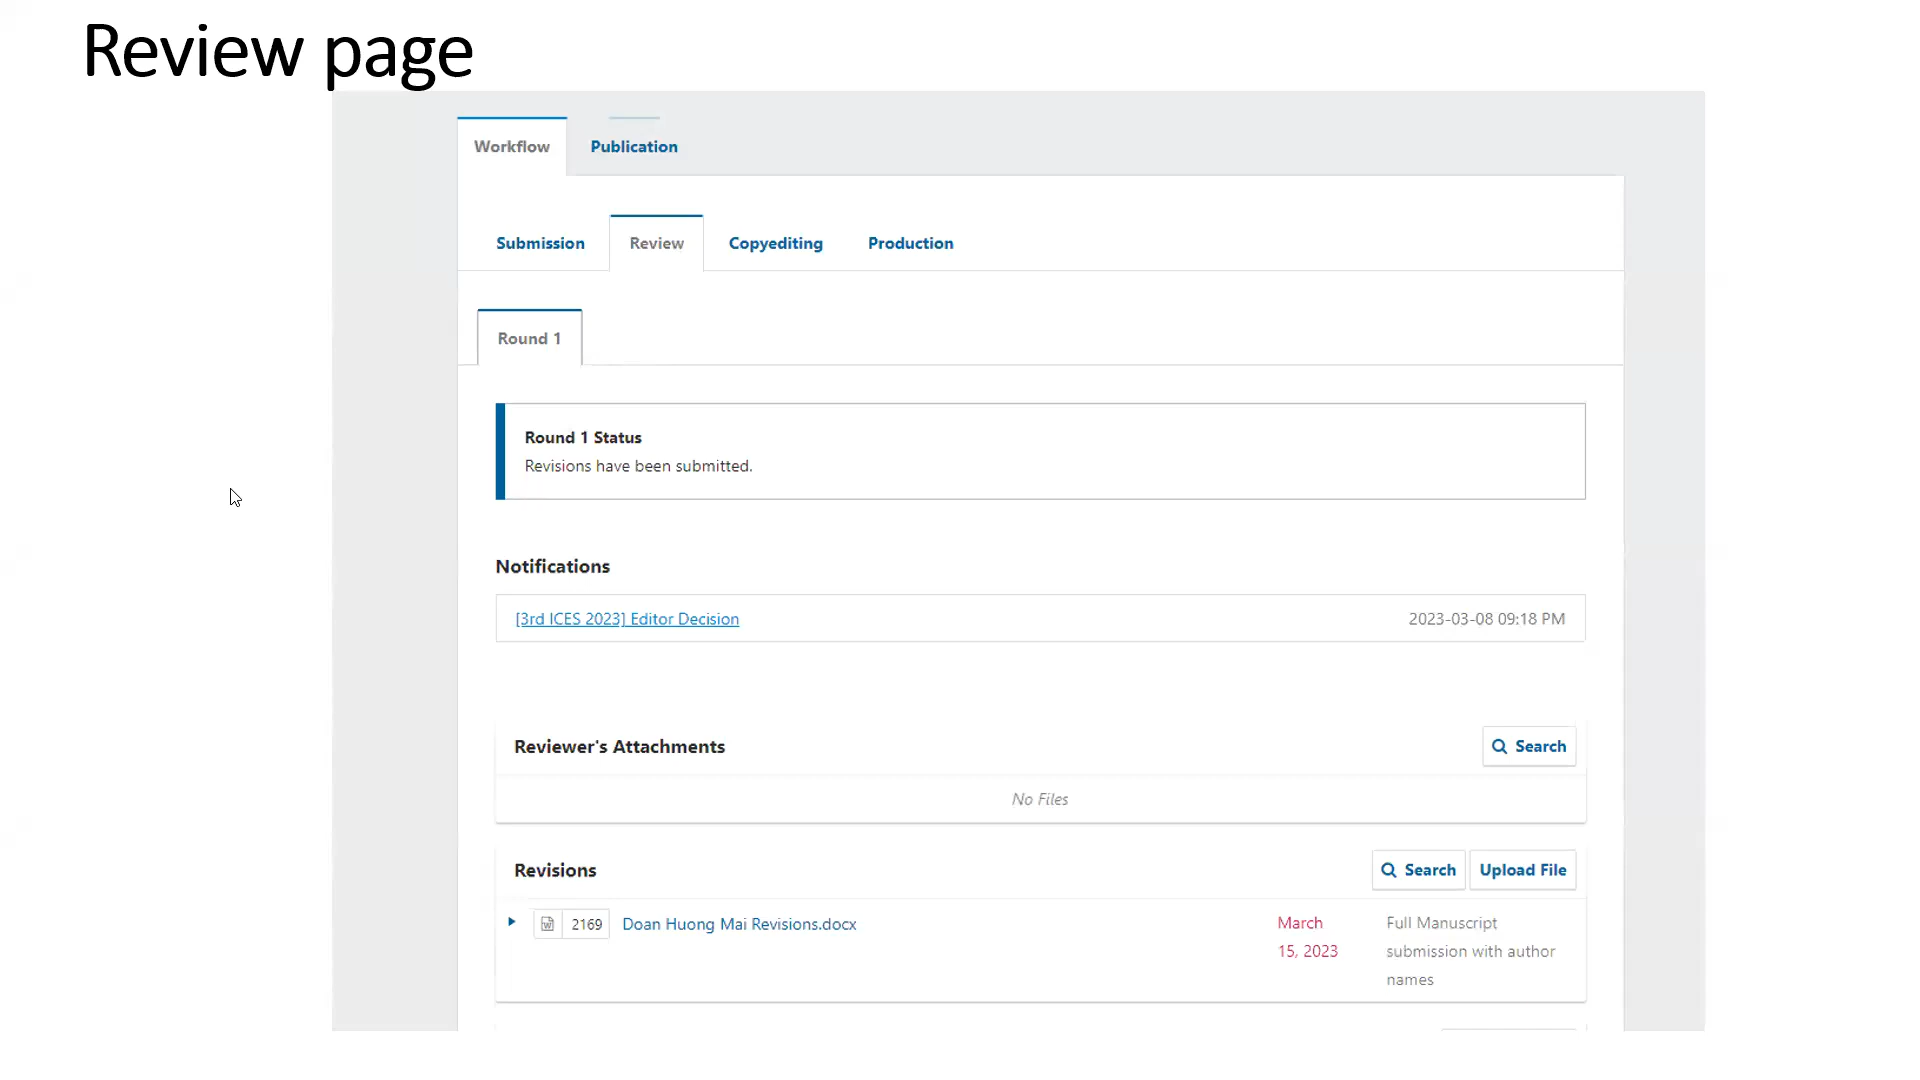 Review page
Workflow
Publication
Submission
Review
Copyediting
Production
Round 1
Round 1 Status
Revisions have been submitted.
Notifications
[3rd ICES 2023] Editor Decision
2023-03-08 09:18 PM
Reviewer's Attachments
Search
No Files
Revisions
Search
Upload File
2169
Doan Huong Mai Revisions.docx
March
15, 2023
Full Manuscript
submission with author
names